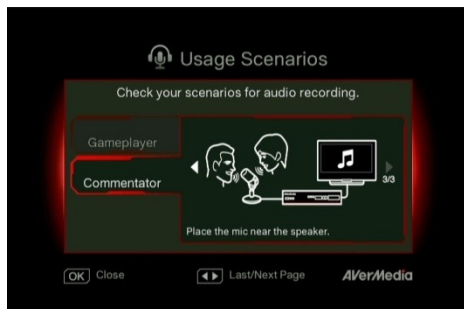 Usage Scenarios
Check your scenarios for audio recording.
Gameplayer
Commentator
3/3
Place the mic near the speaker.
OK Close
Last/Next Page
AVerMedia